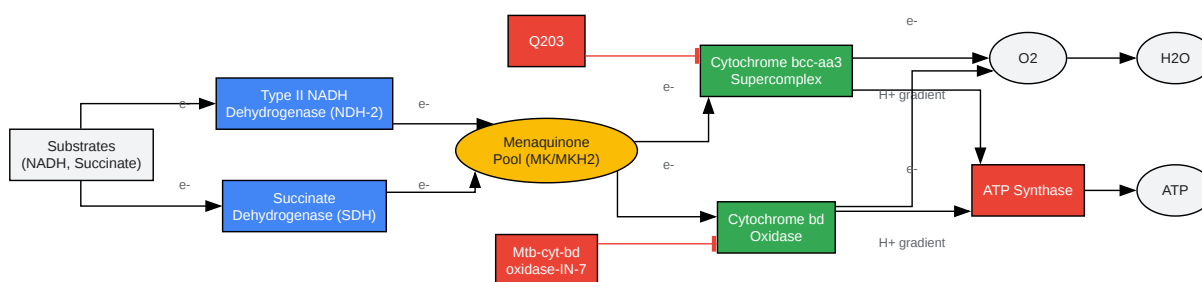 e-
Q203
Cytochrome bcc-aa3
Supercomplex
O2
H2O
Type II NADH
Dehydrogenase (NDH-2)
e-
e-
e-
H+ gradient
Substrates
(NADH, Succinate)
Menaquinone
Pool (MK/MKH2)
e-
e-
Succinate
Dehydrogenase (SDH)
e-
e-
ATP Synthase
ATP
Cytochrome bd
Oxidase
H+ gradient
Mtb-cyt-bd
oxidase-IN-7